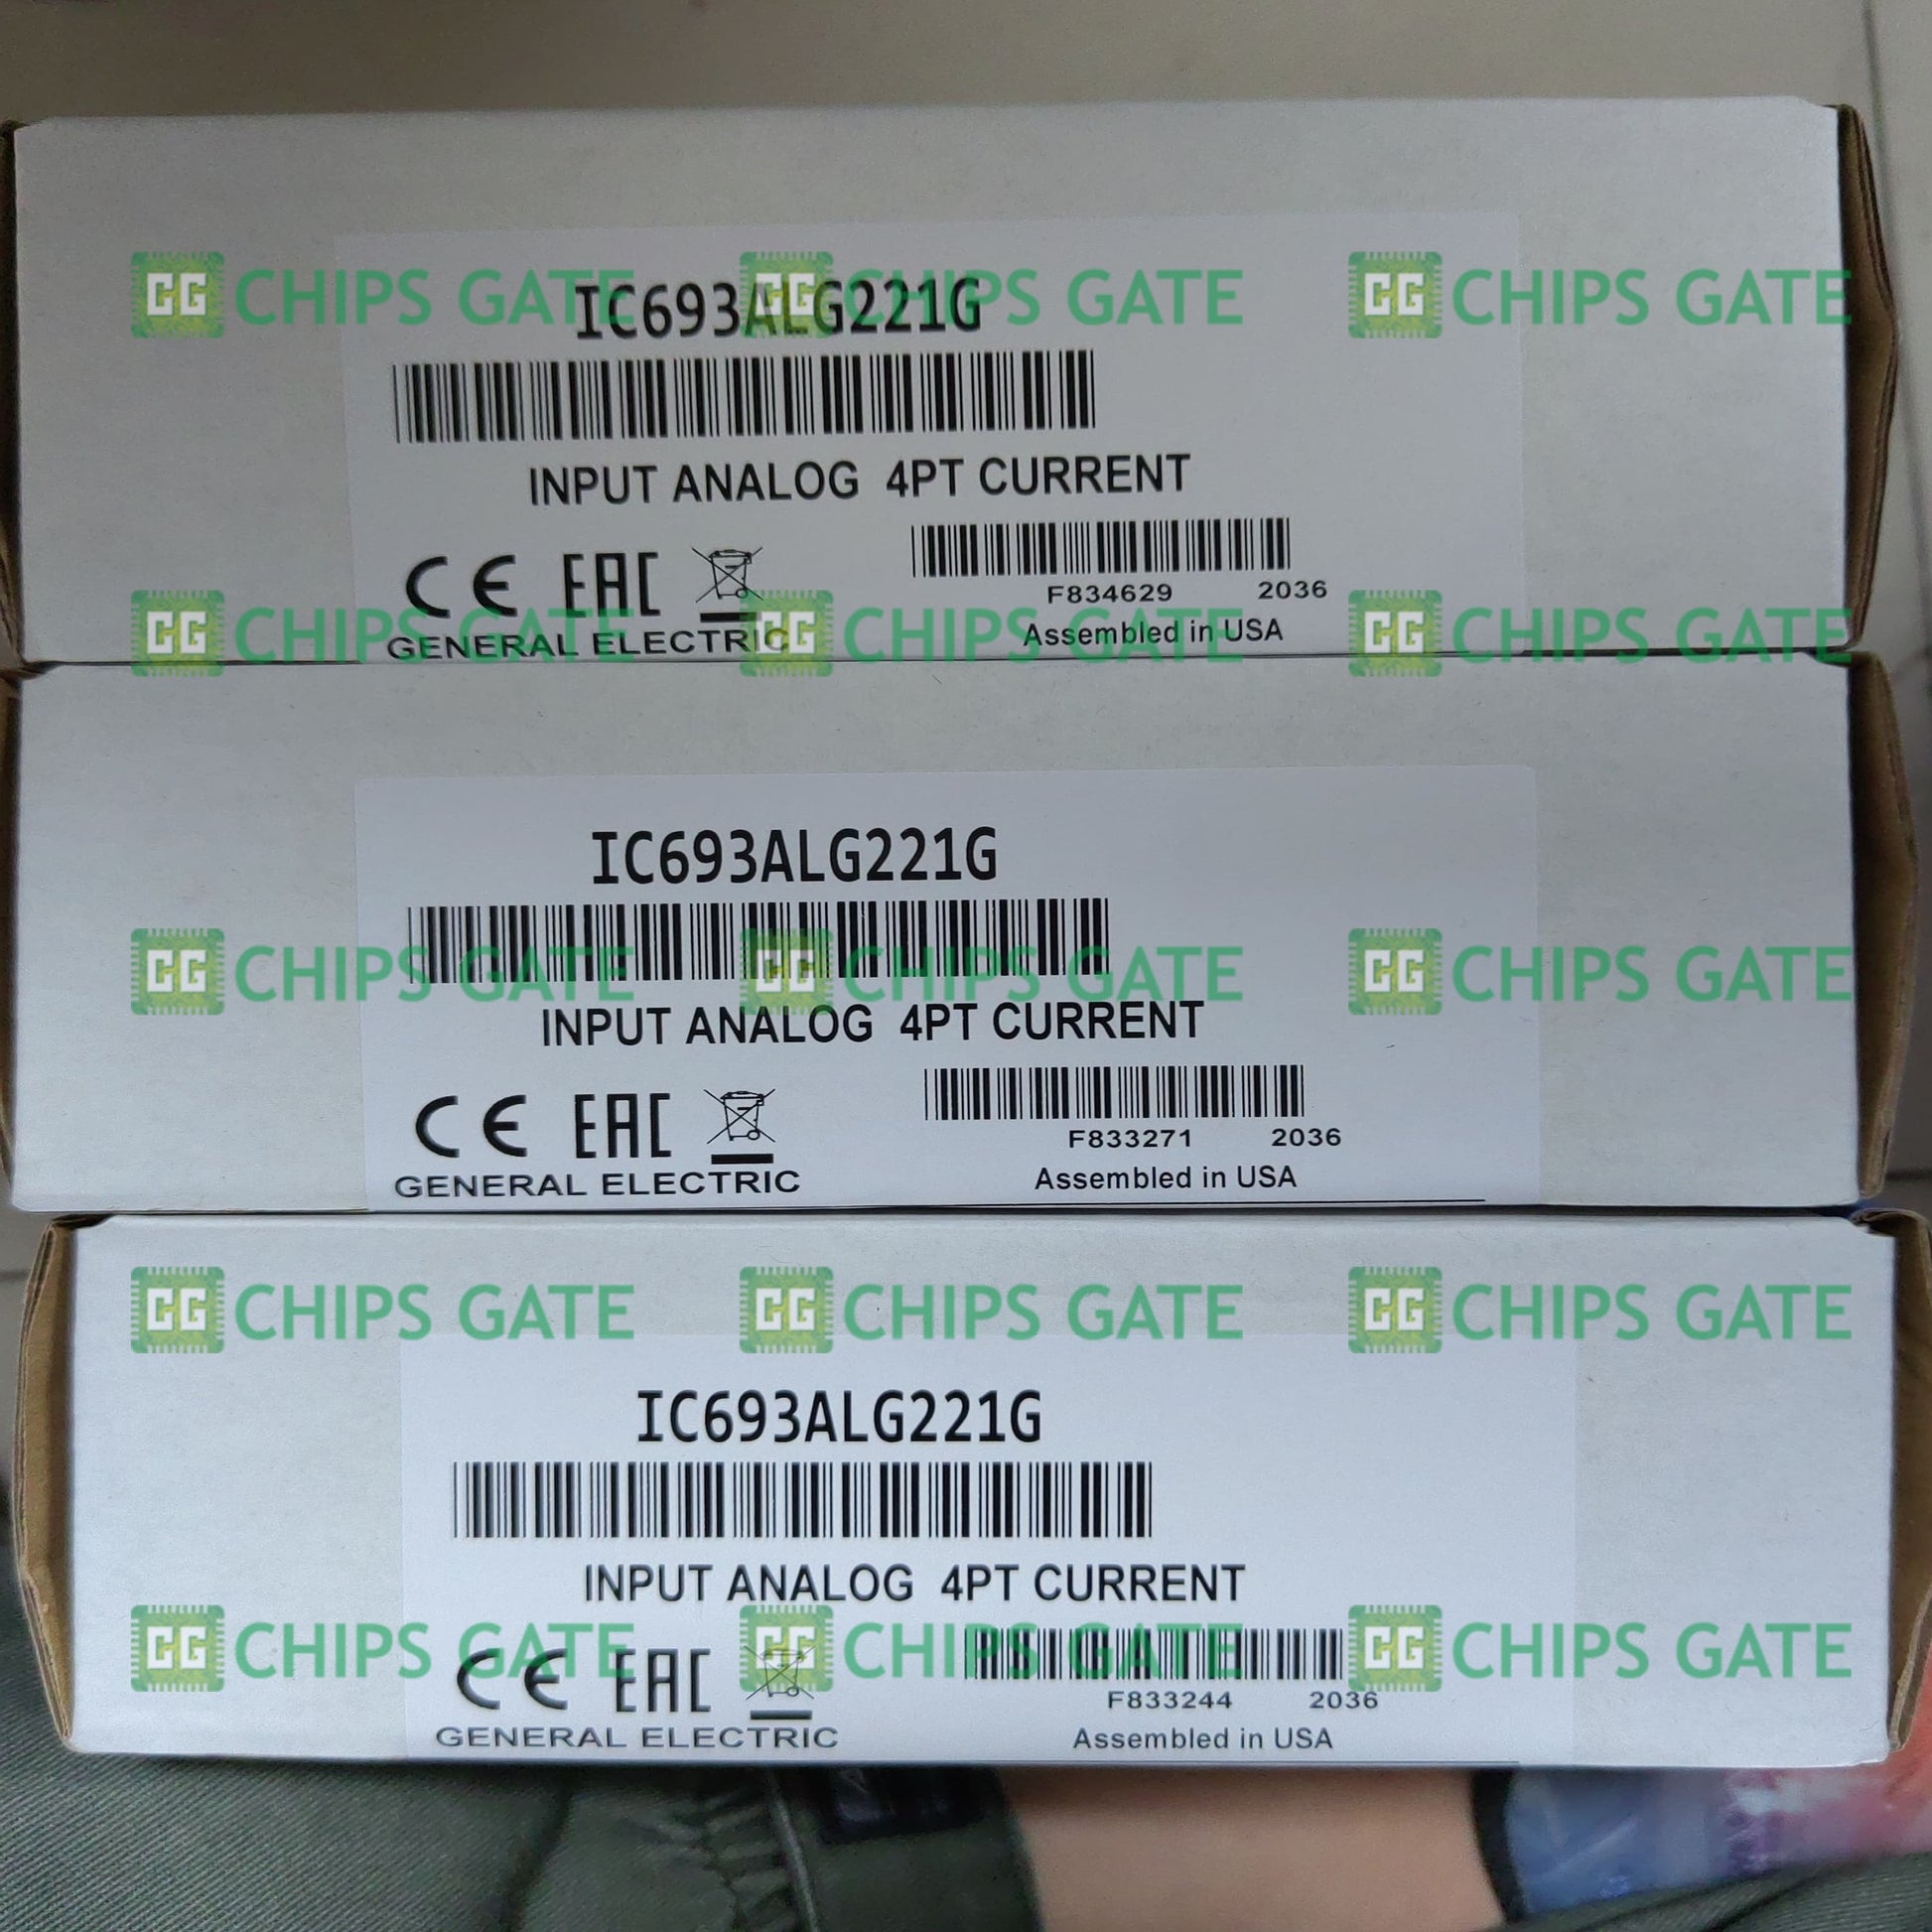 CG CHIPS GATE CG CHIPS GATE CG CHIPS GATE
IC693ALG221G
INPUT ANALOG 4PT CURRENT
CE EAC
F834629 2036
CG CHIPS GATE CG CHIPS GATE CG CHIPS GATE
GENERAL ELECTRIC Assembled in USA
IC693ALG221G
CG CHIPS GATE CG CHIPS GATE CG CHIPS GATE
INPUT ANALOG 4PT CURRENT
CE EAC
F833271 2036
GENERAL ELECTRIC Assembled in USA
CG CHIPS GATE CG CHIPS GATE CG CHIPS GATE
IC693ALG221G
INPUT ANALOG 4PT CURRENT
CG CHIPS GATE CG CHIPS GATE CG CHIPS GATE
CE EAC
F833244 2036
GENERAL ELECTRIC Assembled in USA